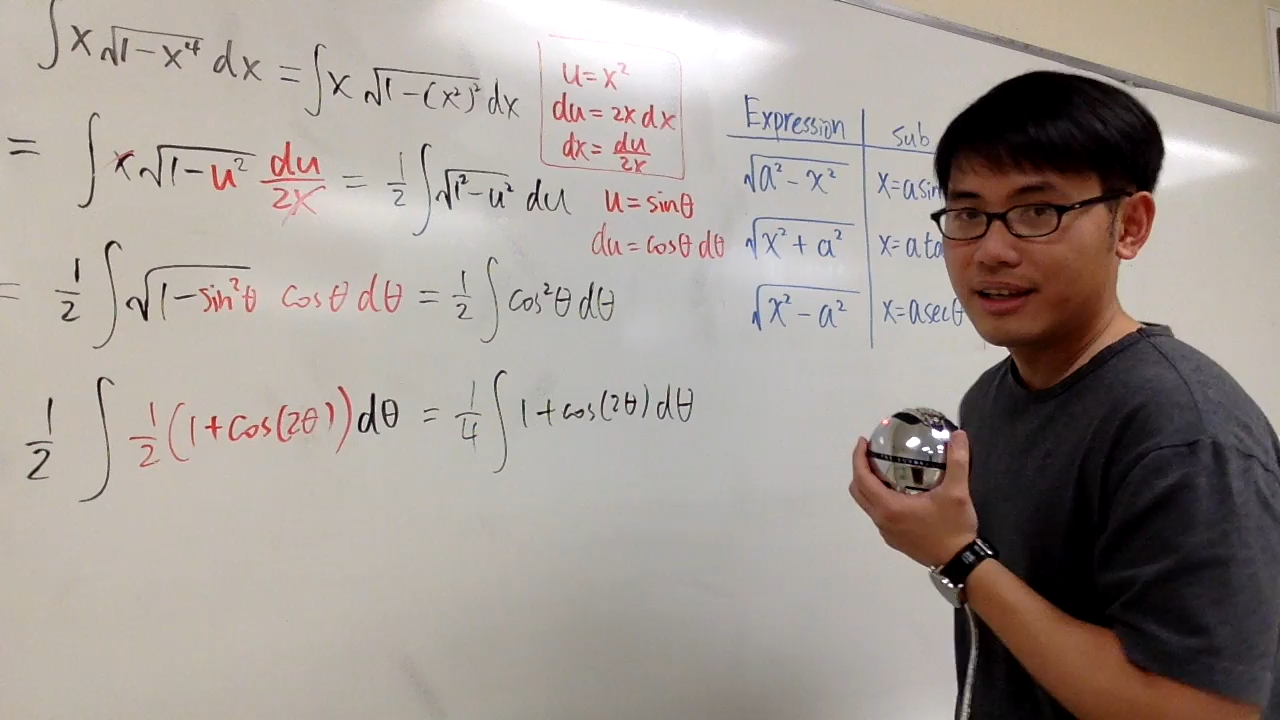 ∫x√(1-x⁴) dx = ∫x√(1-(x²)²) dx
= ∫x√(1-u²) du/2x = 1/2 ∫√(1²-u²) du
= 1/2 ∫√(1-sin²θ) cosθ dθ = 1/2 ∫cos²θ dθ
1/2 ∫ 1/2 (1+cos(2θ)) dθ = 1/4 ∫ 1+cos(2θ) dθ
u=x²
du=2x dx
dx=du/2x
u=sinθ
du=cosθ dθ
Expression sub
√(a²-x²) x=asin
√(x²+a²) x=ata
√(x²-a²) x=asecθ